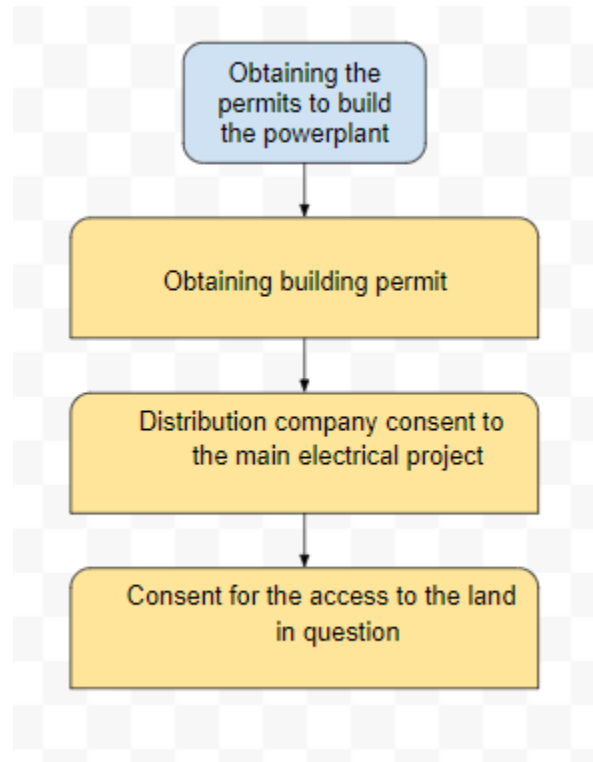 Obtaining the
permits to build
the powerplant
Obtaining building permit
Distribution company consent to
the main electrical project
Consent for the access to the land
in question